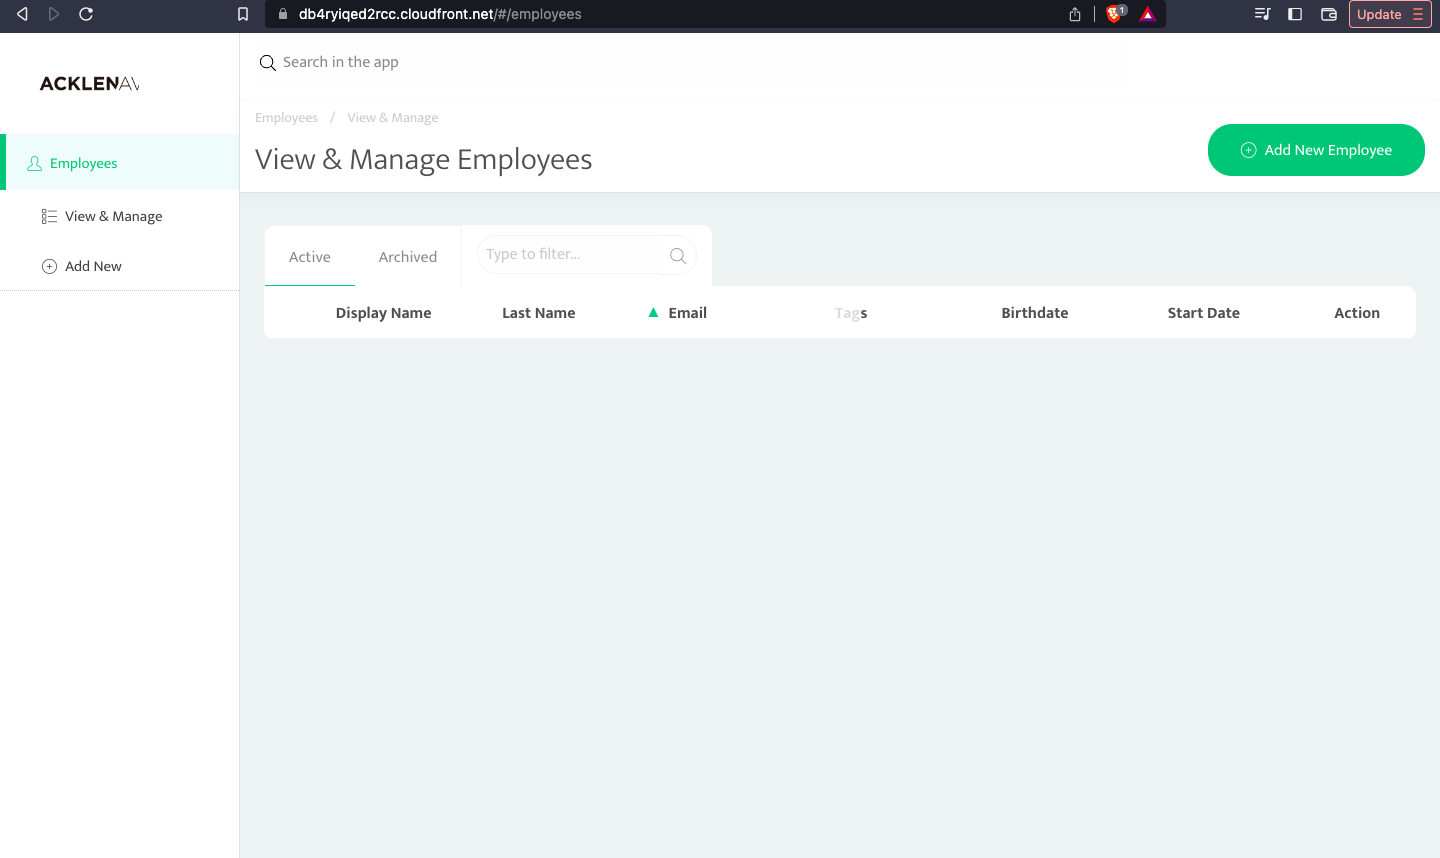 db4ryiqed2rcc.cloudfront.net/#/employees
1
Update
ACKLENAV
Search in the app
Employees / View & Manage
View & Manage Employees
Add New Employee
Employees
View & Manage
Add New
Active
Archived
Type to filter...
Display Name Last Name ▲ Email Tags Birthdate Start Date Action